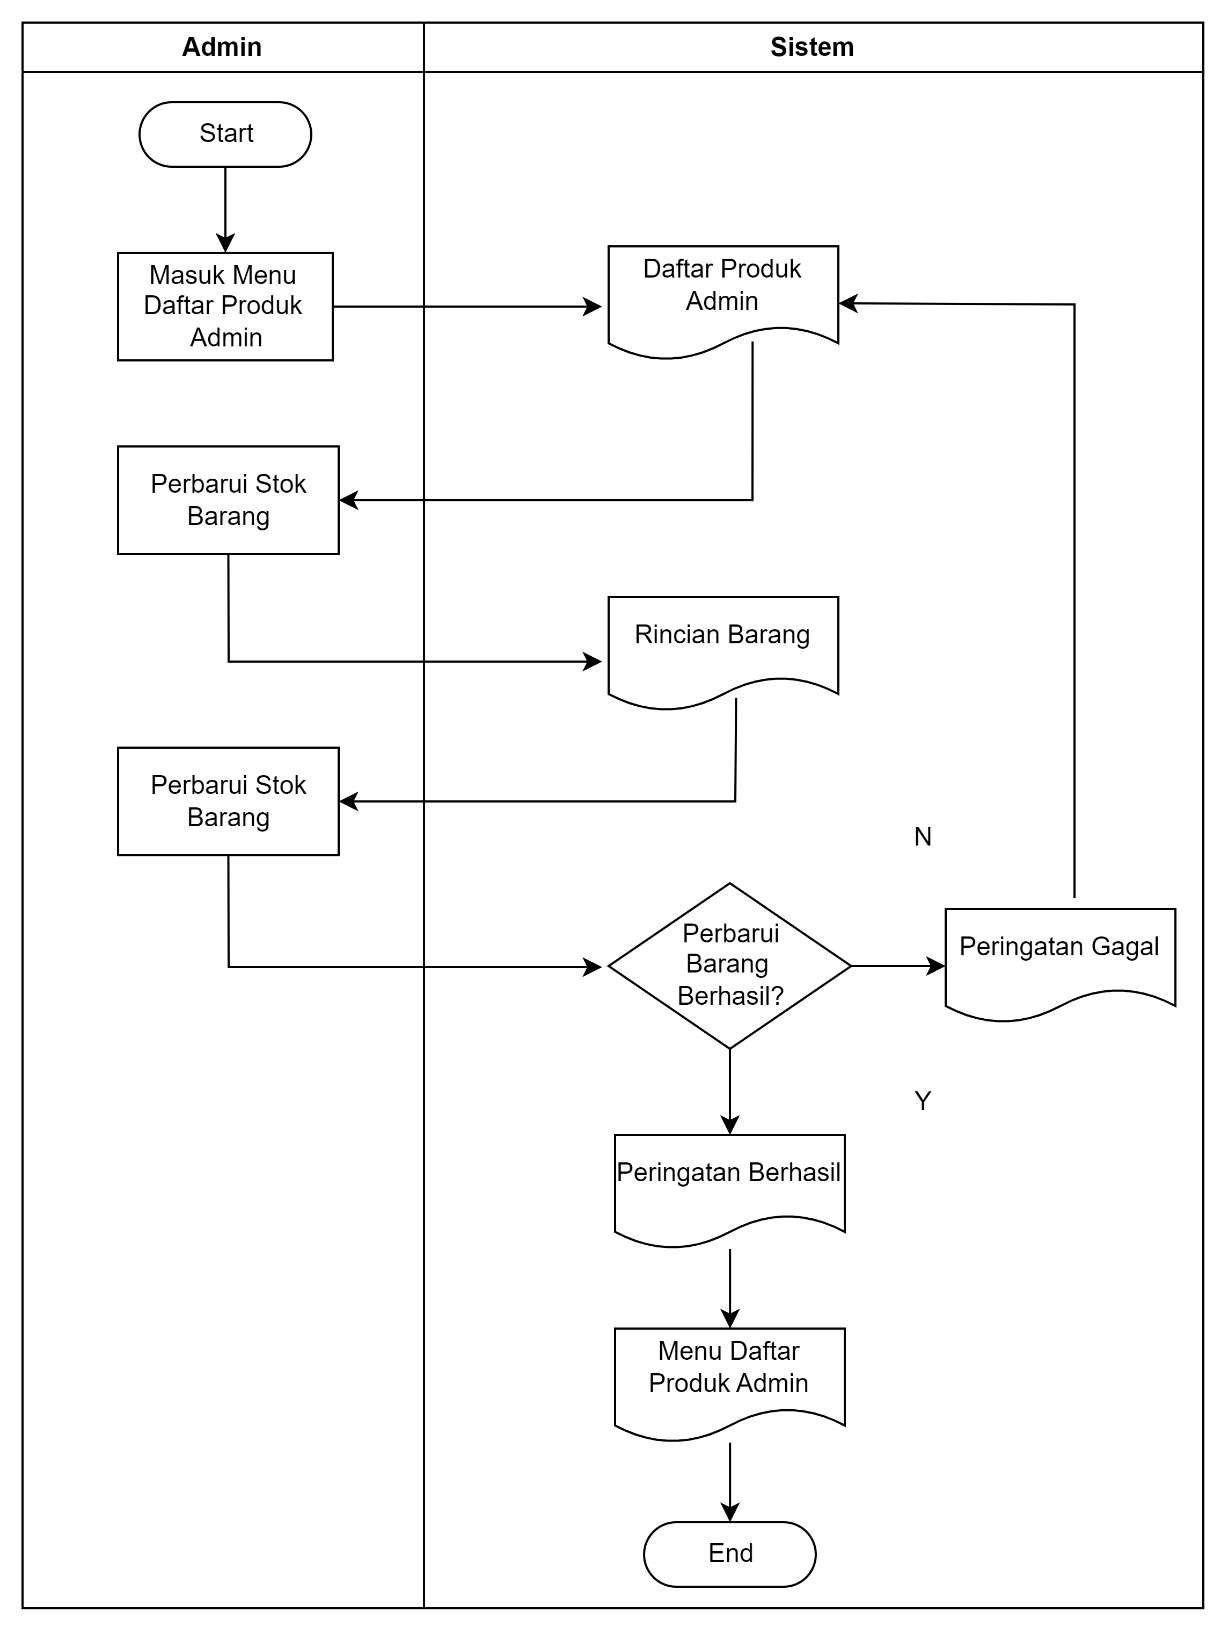 Admin
Sistem
Start
Masuk Menu
Daftar Produk
Admin
Daftar Produk
Admin
Perbarui Stok
Barang
Rincian Barang
Perbarui Stok
Barang
N
Perbarui
Barang
Berhasil?
Peringatan Gagal
Y
Peringatan Berhasil
Menu Daftar
Produk Admin
End